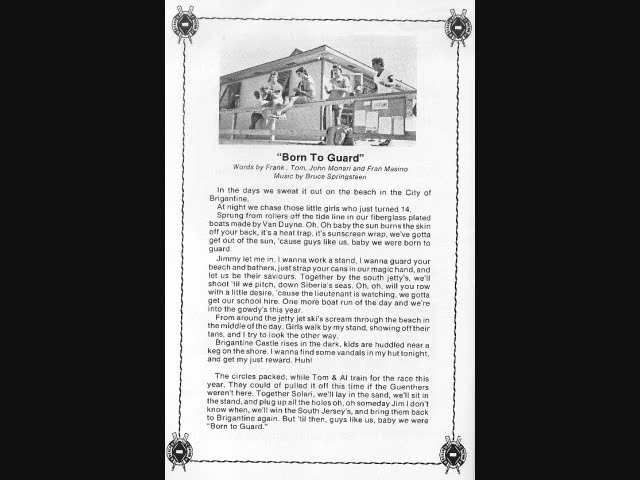 "Born To Guard"
Words by Frank . Tom, John Monari and Fran Masino
Music by Bruce Springsteen
In the days we sweat it out on the beach in the City of
Brigantine,
At night we chase those little girls who just turned 14.
Sprung from rollers off the tide line in our fiberglass plated
boats made by Van Duyne. Oh, Oh baby the sun burns the skin
off your back, it's a heat trap, it's sunscreen wrap, we've gotta
get out of the sun, 'cause guys like us, baby we were born to
guard.
Jimmy let me in, I wanna work a stand, I wanna guard your
beach and bathers, just strap your cans in our magic hand, and
let us be their saviours. Together by the south jetty's, we'll
shoot 'til we pitch, down Siberia's seas. Oh, oh, will you row
with a little desire, 'cause the lieutenant is watching, we gotta
get our school hire. One more boat run of the day and we're
into the gowdy's this year.
From around the jetty jet ski's scream through the beach in
the middle of the day. Girls walk by my stand, showing off their
tans, and I try to look the other way.
Brigantine Castle rises in the dark, kids are huddled near a
keg on the shore. I wanna find some vandals in my hut tonight,
and get my just reward. Huh!
The circles packed, while Tom & Al train for the race this
year. They could of pulled it off this time if the Guenthers
weren't here. Together Solari, we'll lay in the sand, we'll sit in
the stand, and plug up all the holes oh, oh someday Jim I don't
know when, we'll win the South Jersey's, and bring them back
to Brigantine again. But 'til then, guys like us, baby we were
"Born to Guard."